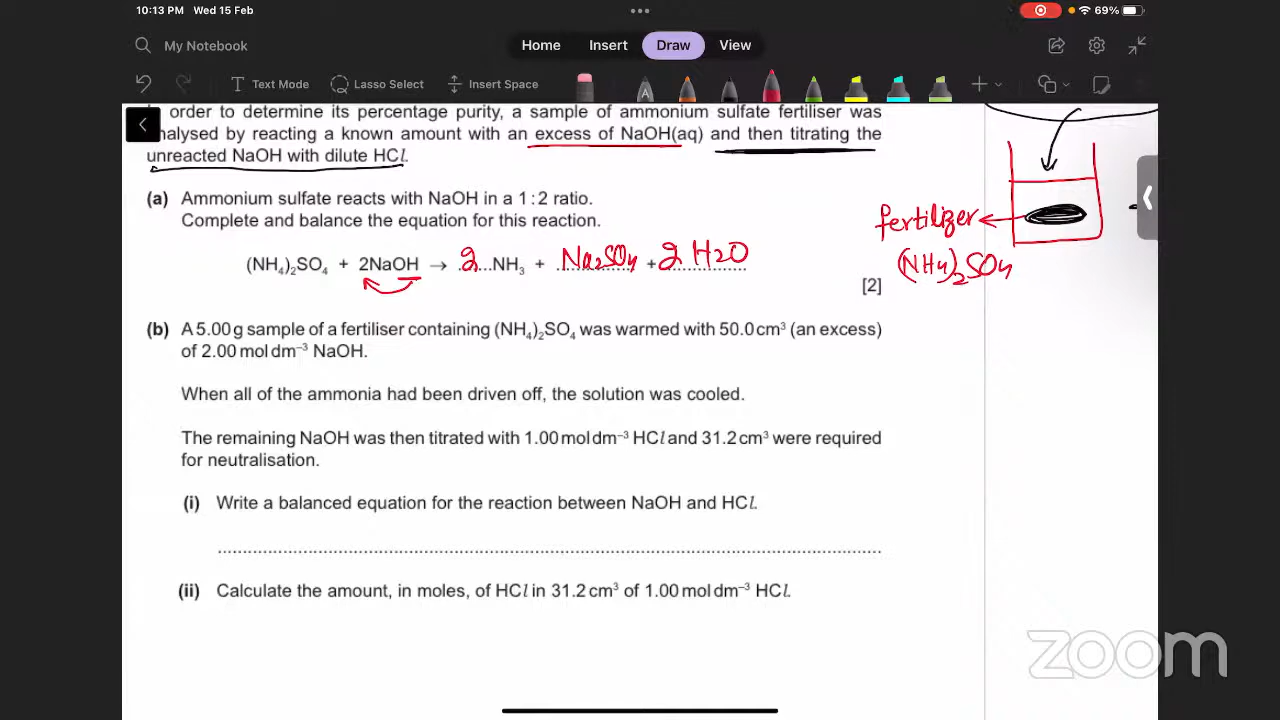 10:13 PM Wed 15 Feb
69%
My Notebook
Home Insert Draw View
Text Mode Lasso Select Insert Space
order to determine its percentage purity, a sample of ammonium sulfate fertiliser was
nalysed by reacting a known amount with an excess of NaOH(aq) and then titrating the
unreacted NaOH with dilute HCl.
(a) Ammonium sulfate reacts with NaOH in a 1 : 2 ratio.
Complete and balance the equation for this reaction.
(NH₄)₂SO₄ + 2NaOH → 2 NH₃ + Na₂SO₄ + 2 H₂O
[2]
fertilizer
(NH₄)₂SO₄
(b) A 5.00 g sample of a fertiliser containing (NH₄)₂SO₄ was warmed with 50.0 cm³ (an excess)
of 2.00 mol dm⁻³ NaOH.
When all of the ammonia had been driven off, the solution was cooled.
The remaining NaOH was then titrated with 1.00 mol dm⁻³ HCl and 31.2 cm³ were required
for neutralisation.
(i) Write a balanced equation for the reaction between NaOH and HCl.
(ii) Calculate the amount, in moles, of HCl in 31.2 cm³ of 1.00 mol dm⁻³ HCl.
zoom